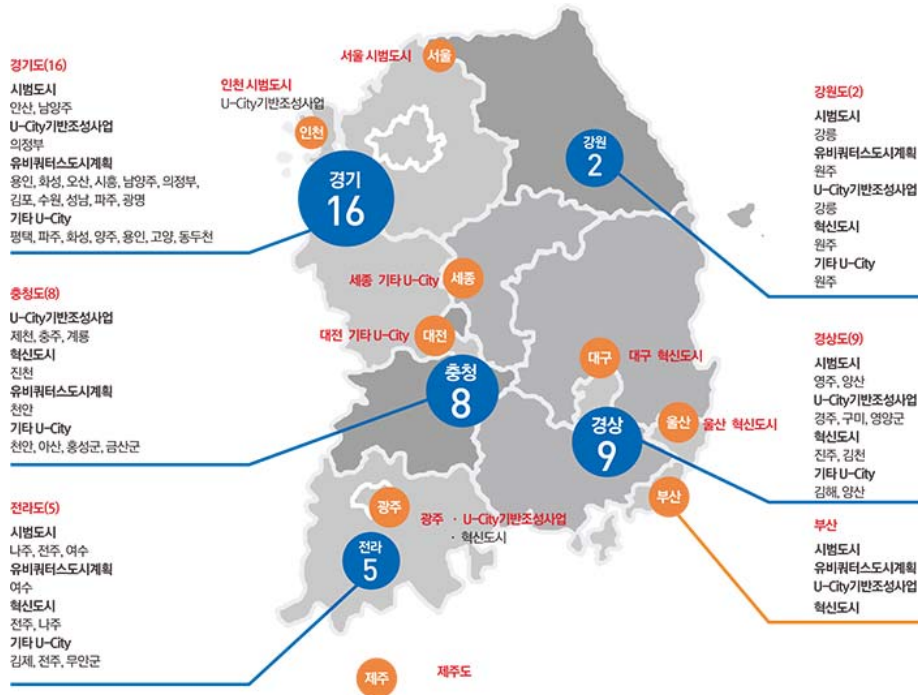 경기도(16)
시범도시
안산, 남양주
U-City기반조성사업
의정부
유비쿼터스도시계획
용인, 화성, 오산, 시흥, 남양주, 의정부,
김포, 수원, 성남, 파주, 광명
기타 U-City
평택, 파주, 화성, 양주, 용인, 고양, 동두천
충청도(8)
U-City기반조성사업
제천, 충주, 계룡
혁신도시
진천
유비쿼터스도시계획
천안
기타 U-City
천안, 아산, 홍성군, 금산군
전라도(5)
시범도시
나주, 전주, 여수
유비쿼터스도시계획
여수
혁신도시
전주, 나주
기타 U-City
김제, 전주, 무안군
서울 시범도시
서울
인천 시범도시
U-City기반조성사업
인천
경기
16
강원
2
세종 기타 U-City
세종
대전 기타 U-City
대전
충청
8
대구
대구 혁신도시
경상
9
울산
울산 혁신도시
부산
광주
광주 · U-City기반조성사업
· 혁신도시
전라
5
제주
제주도
강원도(2)
시범도시
강릉
유비쿼터스도시계획
원주
U-City기반조성사업
강릉
혁신도시
원주
기타 U-City
원주
경상도(9)
시범도시
영주, 양산
U-City기반조성사업
경주, 구미, 영양군
혁신도시
진주, 김천
기타 U-City
김해, 양산
부산
시범도시
유비쿼터스도시계획
U-City기반조성사업
혁신도시